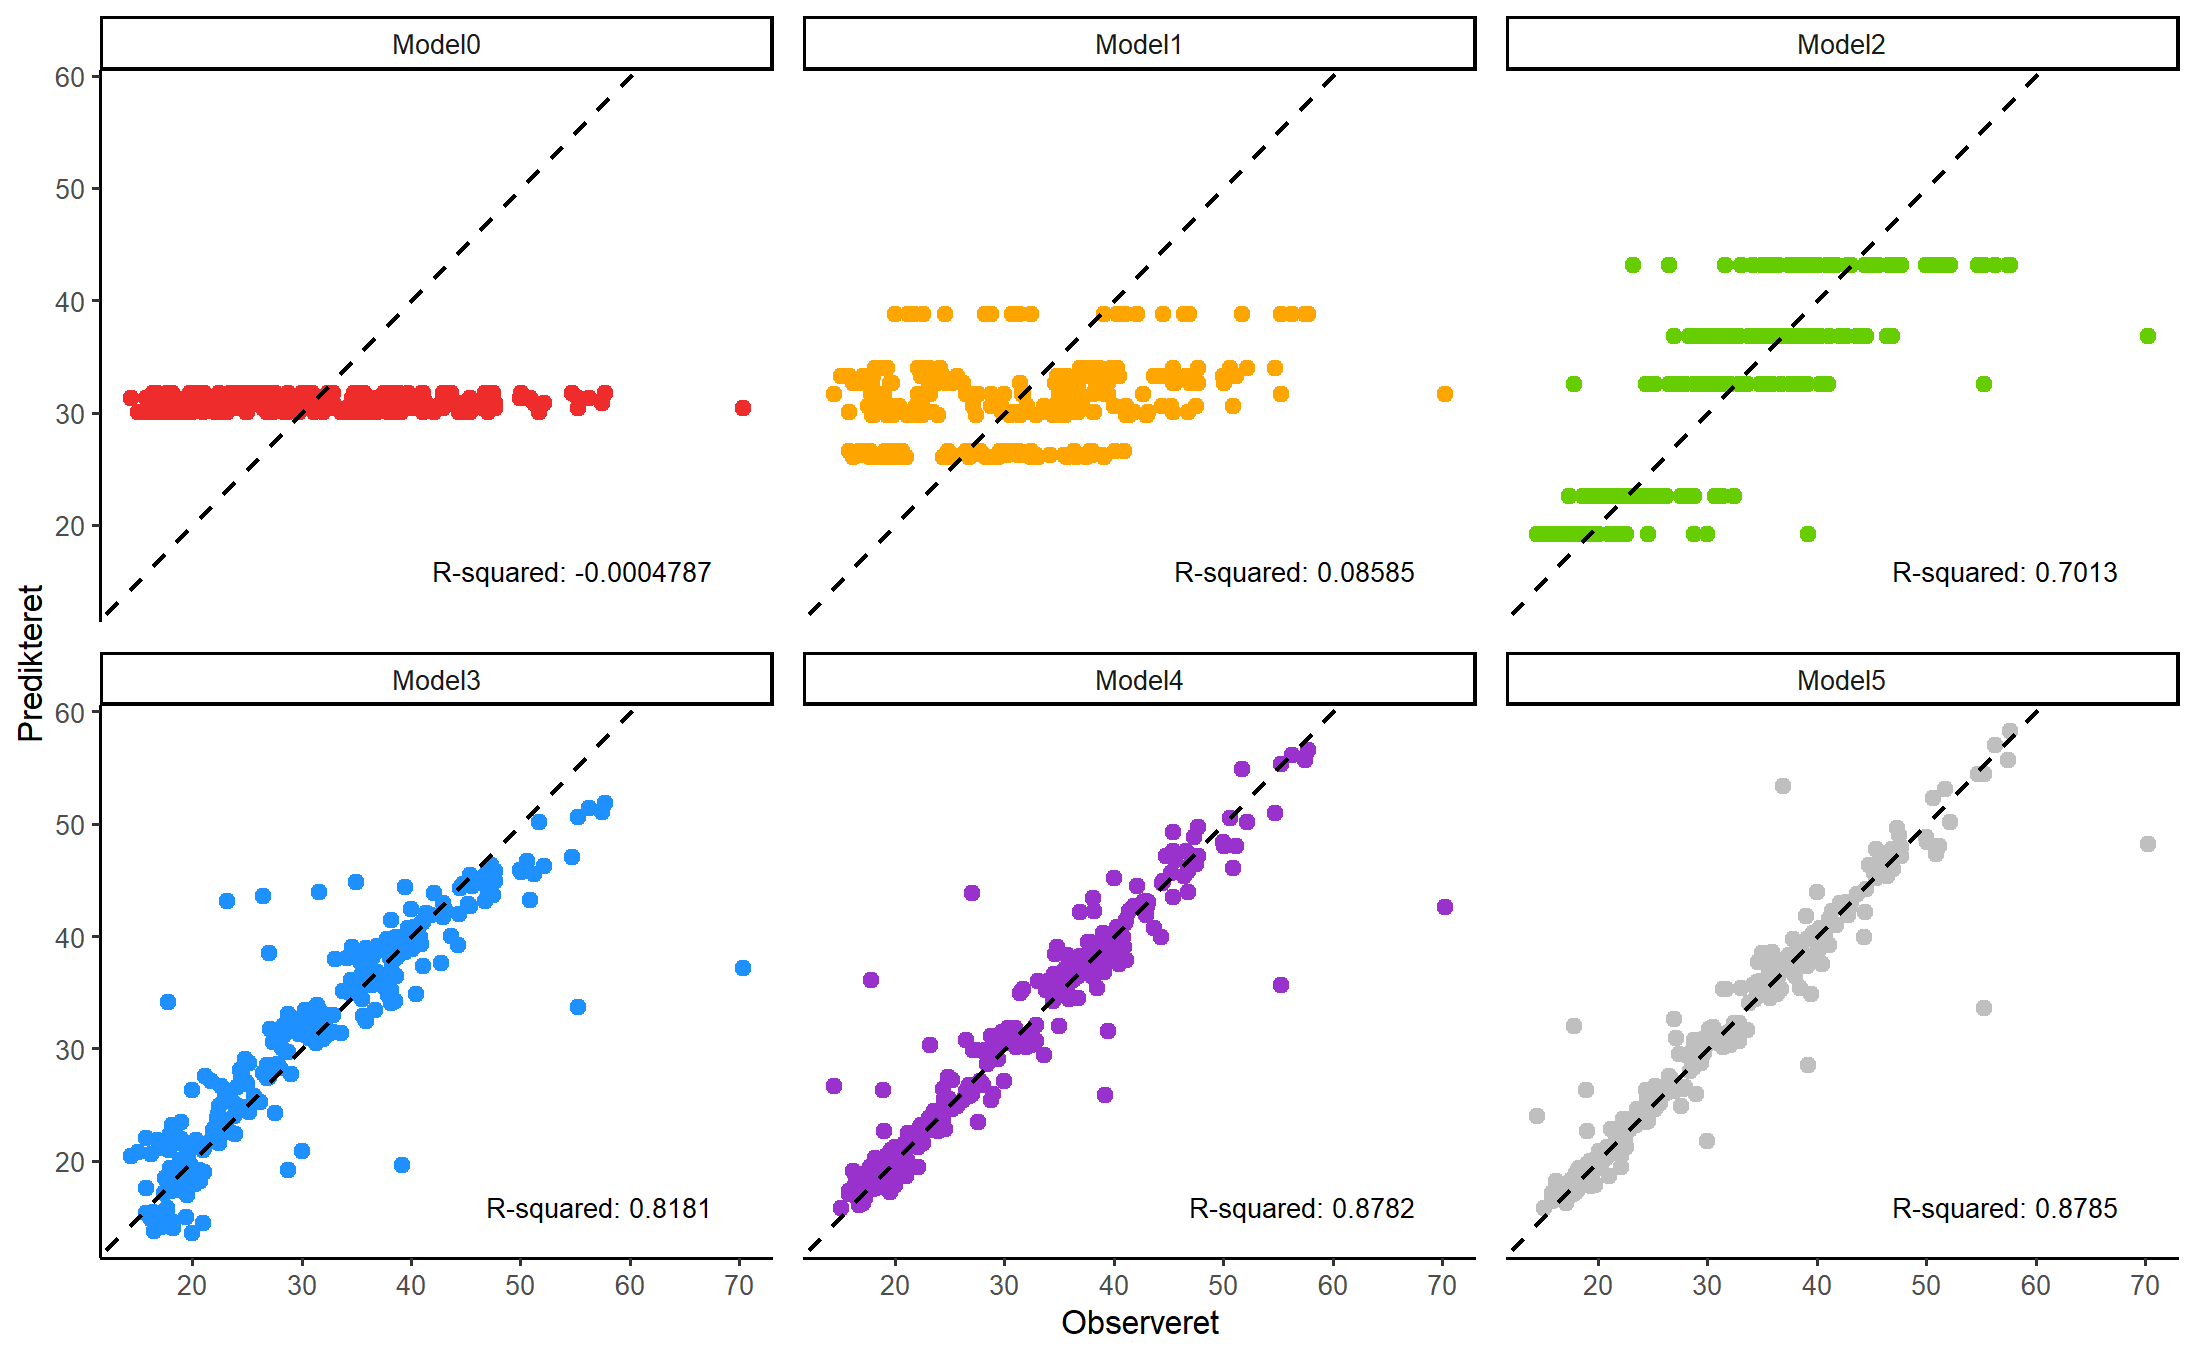 Model0
Model1
Model2
60
50
40
30
20
R-squared: -0.0004787
R-squared: 0.08585
R-squared: 0.7013
Predikteret
Model3
Model4
Model5
60
50
40
30
20
R-squared: 0.8181
R-squared: 0.8782
R-squared: 0.8785
20 30 40 50 60 70
20 30 40 50 60 70
20 30 40 50 60 70
Observeret